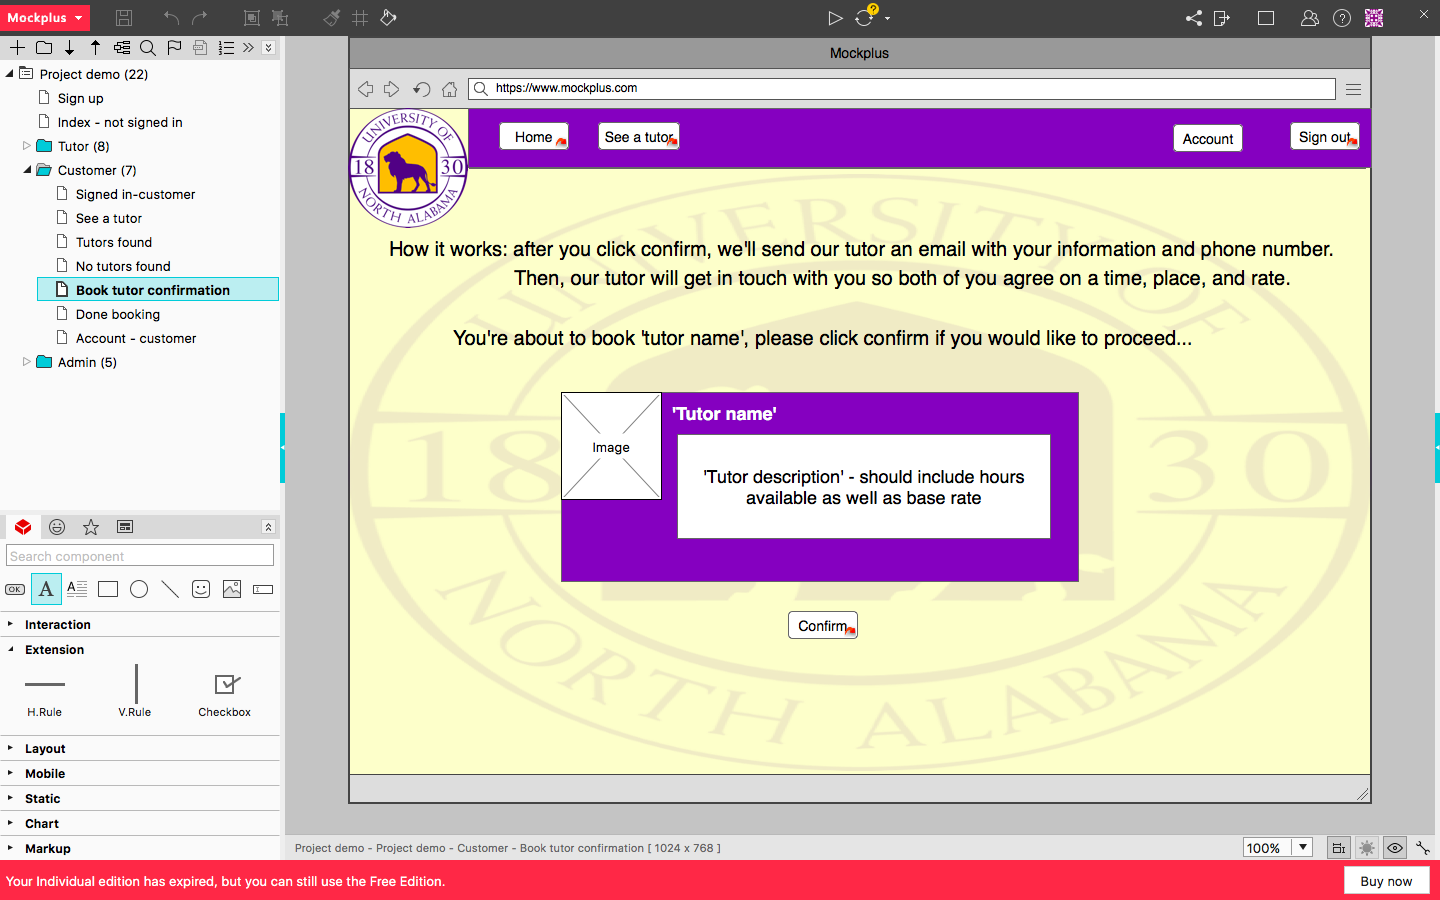 Mockplus
?
?
Mockplus
https://www.mockplus.com
Project demo (22)
Sign up
Index - not signed in
Tutor (8)
Customer (7)
Signed in-customer
See a tutor
Tutors found
No tutors found
Book tutor confirmation
Done booking
Account - customer
Admin (5)
Search component
OK
A
A
Interaction
Extension
H.Rule
V.Rule
Checkbox
Layout
Mobile
Static
Chart
Markup
UNIVERSITY OF
18 30
NORTH ALABAMA
Home
See a tutor
Account
Sign out
UNIVERSITY OF
1830
NORTH ALABAMA
How it works: after you click confirm, we'll send our tutor an email with your information and phone number.
Then, our tutor will get in touch with you so both of you agree on a time, place, and rate.
You're about to book 'tutor name', please click confirm if you would like to proceed...
Image
'Tutor name'
'Tutor description' - should include hours
available as well as base rate
Confirm
Project demo - Project demo - Customer - Book tutor confirmation [ 1024 x 768 ]
100%
Your Individual edition has expired, but you can still use the Free Edition.
Buy now